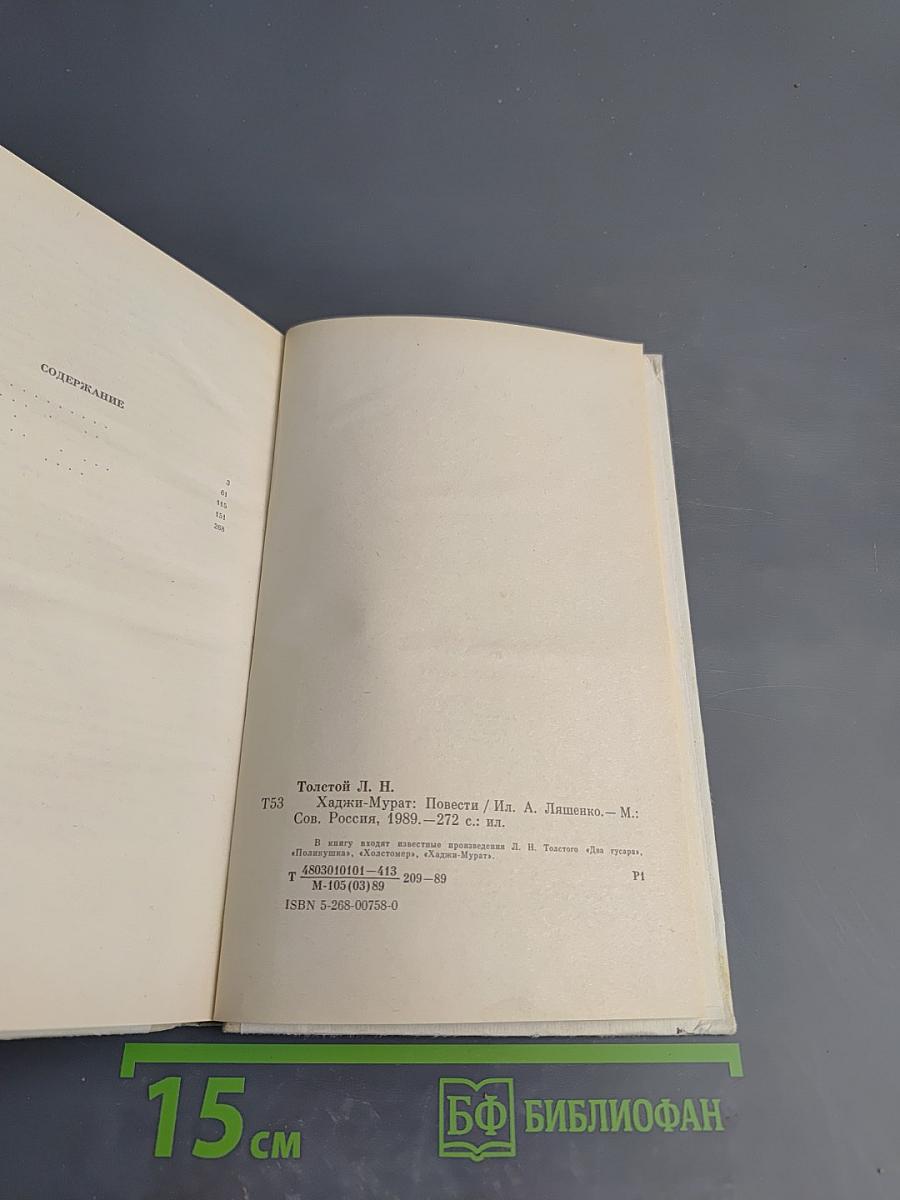 СОДЕРЖАНИЕ
3
61
115
151
268
Толстой Л. Н.
Т53 Хаджи-Мурат: Повести / Ил. А. Ляшенко.— М.:
Сов. Россия, 1989.—272 с.: ил.
В книгу входят известные произведения Л. Н. Толстого «Два гусара»,
«Поликушка», «Холстомер», «Хаджи-Мурат».
Т 4803010101—413 209—89 Р1
М-105(03)89
ISBN 5-268-00758-0
15 см
БФ БИБЛИОФАН